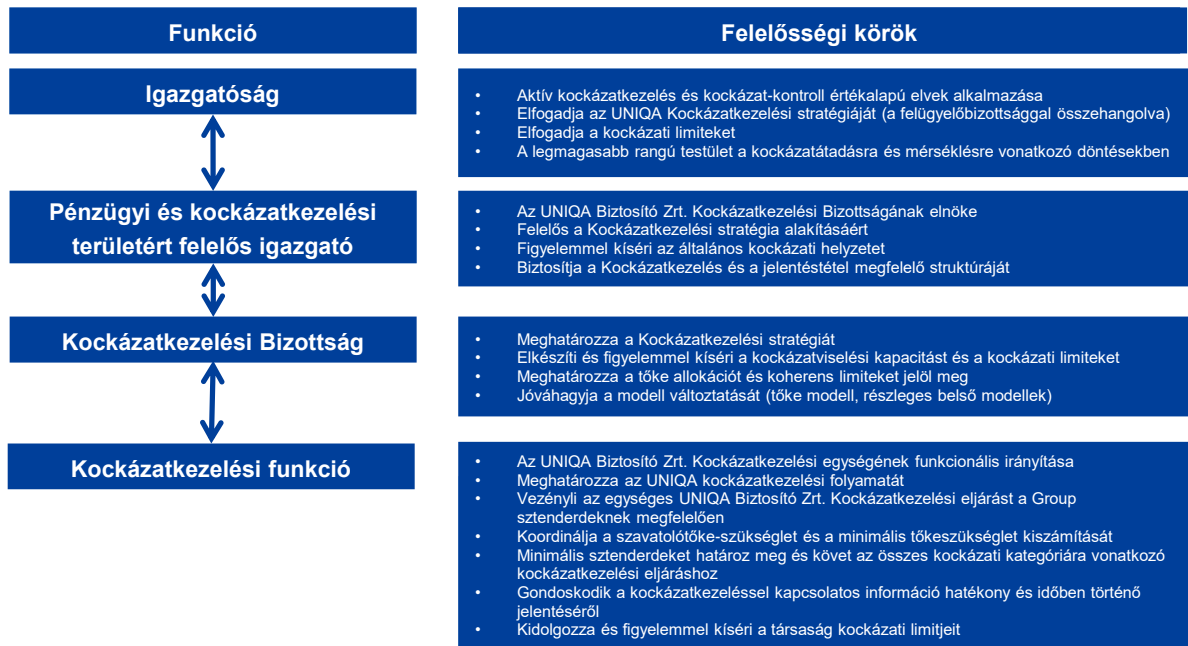 Funkció
Felelősségi körök
Igazgatóság
• Aktív kockázatkezelés és kockázat-kontroll értékalapú elvek alkalmazása
• Elfogadja az UNIQA Kockázatkezelési stratégiáját (a felügyelőbizottsággal összehangolva)
• Elfogadja a kockázati limiteket
• A legmagasabb rangú testület a kockázatátadásra és mérséklésre vonatkozó döntésekben
Pénzügyi és kockázatkezelési
területért felelős igazgató
• Az UNIQA Biztosító Zrt. Kockázatkezelési Bizottságának elnöke
• Felelős a Kockázatkezelési stratégia alakításáért
• Figyelemmel kíséri az általános kockázati helyzetet
• Biztosítja a Kockázatkezelés és a jelentéstétel megfelelő struktúráját
Kockázatkezelési Bizottság
• Meghatározza a Kockázatkezelési stratégiát
• Elkészíti és figyelemmel kíséri a kockázatviselési kapacitást és a kockázati limiteket
• Meghatározza a tőke allokációt és koherens limiteket jelöl meg
• Jóváhagyja a modell változtatását (tőke modell, részleges belső modellek)
Kockázatkezelési funkció
• Az UNIQA Biztosító Zrt. Kockázatkezelési egységének funkcionális irányítása
• Meghatározza az UNIQA kockázatkezelési folyamatát
• Vezényli az egységes UNIQA Biztosító Zrt. Kockázatkezelési eljárást a Group
sztenderdeknek megfelelően
• Koordinálja a szavatolótőke-szükséglet és a minimális tőkeszükséglet kiszámítását
• Minimális sztenderdeket határoz meg és követ az összes kockázati kategóriára vonatkozó
kockázatkezelési eljáráshoz
• Gondoskodik a kockázatkezeléssel kapcsolatos információ hatékony és időben történő
jelentéséről
• Kidolgozza és figyelemmel kíséri a társaság kockázati limitjeit